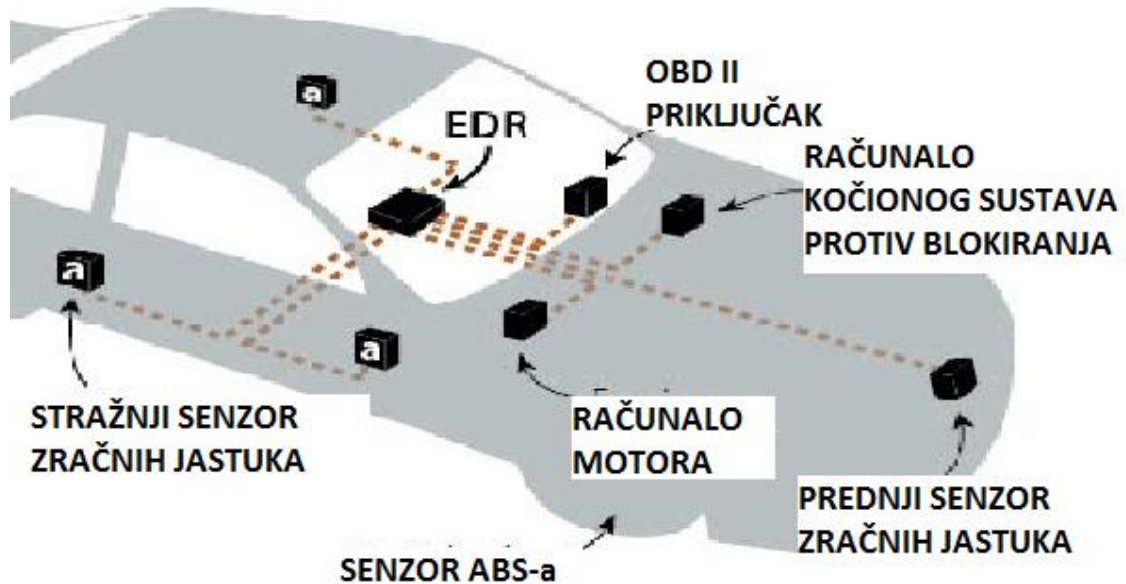 a
EDR
OBD II
PRIKLJUČAK
RAČUNALO
KOČIONOG SUSTAVA
PROTIV BLOKIRANJA
a
a
STRAŽNJI SENZOR
ZRAČNIH JASTUKA
RAČUNALO
MOTORA
PREDNJI SENZOR
ZRAČNIH JASTUKA
SENZOR ABS-a